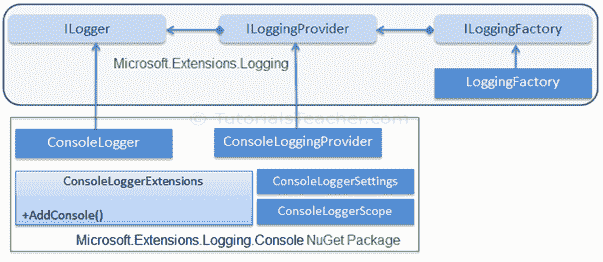 ILogger
ILoggingProvider
ILoggingFactory
Microsoft.Extensions.Logging
LoggingFactory
© TutorialsTeacher.com
ConsoleLogger
ConsoleLoggingProvider
ConsoleLoggerExtensions
+AddConsole()
ConsoleLoggerSettings
ConsoleLoggerScope
Microsoft.Extensions.Logging.Console NuGet Package